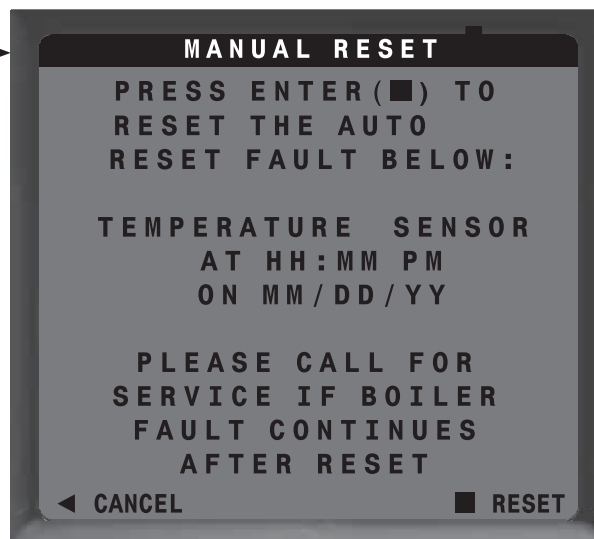 MANUAL RESET
PRESS ENTER(■) TO
RESET THE AUTO
RESET FAULT BELOW:
TEMPERATURE SENSOR
AT HH:MM PM
ON MM/DD/YY
PLEASE CALL FOR
SERVICE IF BOILER
FAULT CONTINUES
AFTER RESET
◄ CANCEL ■ RESET